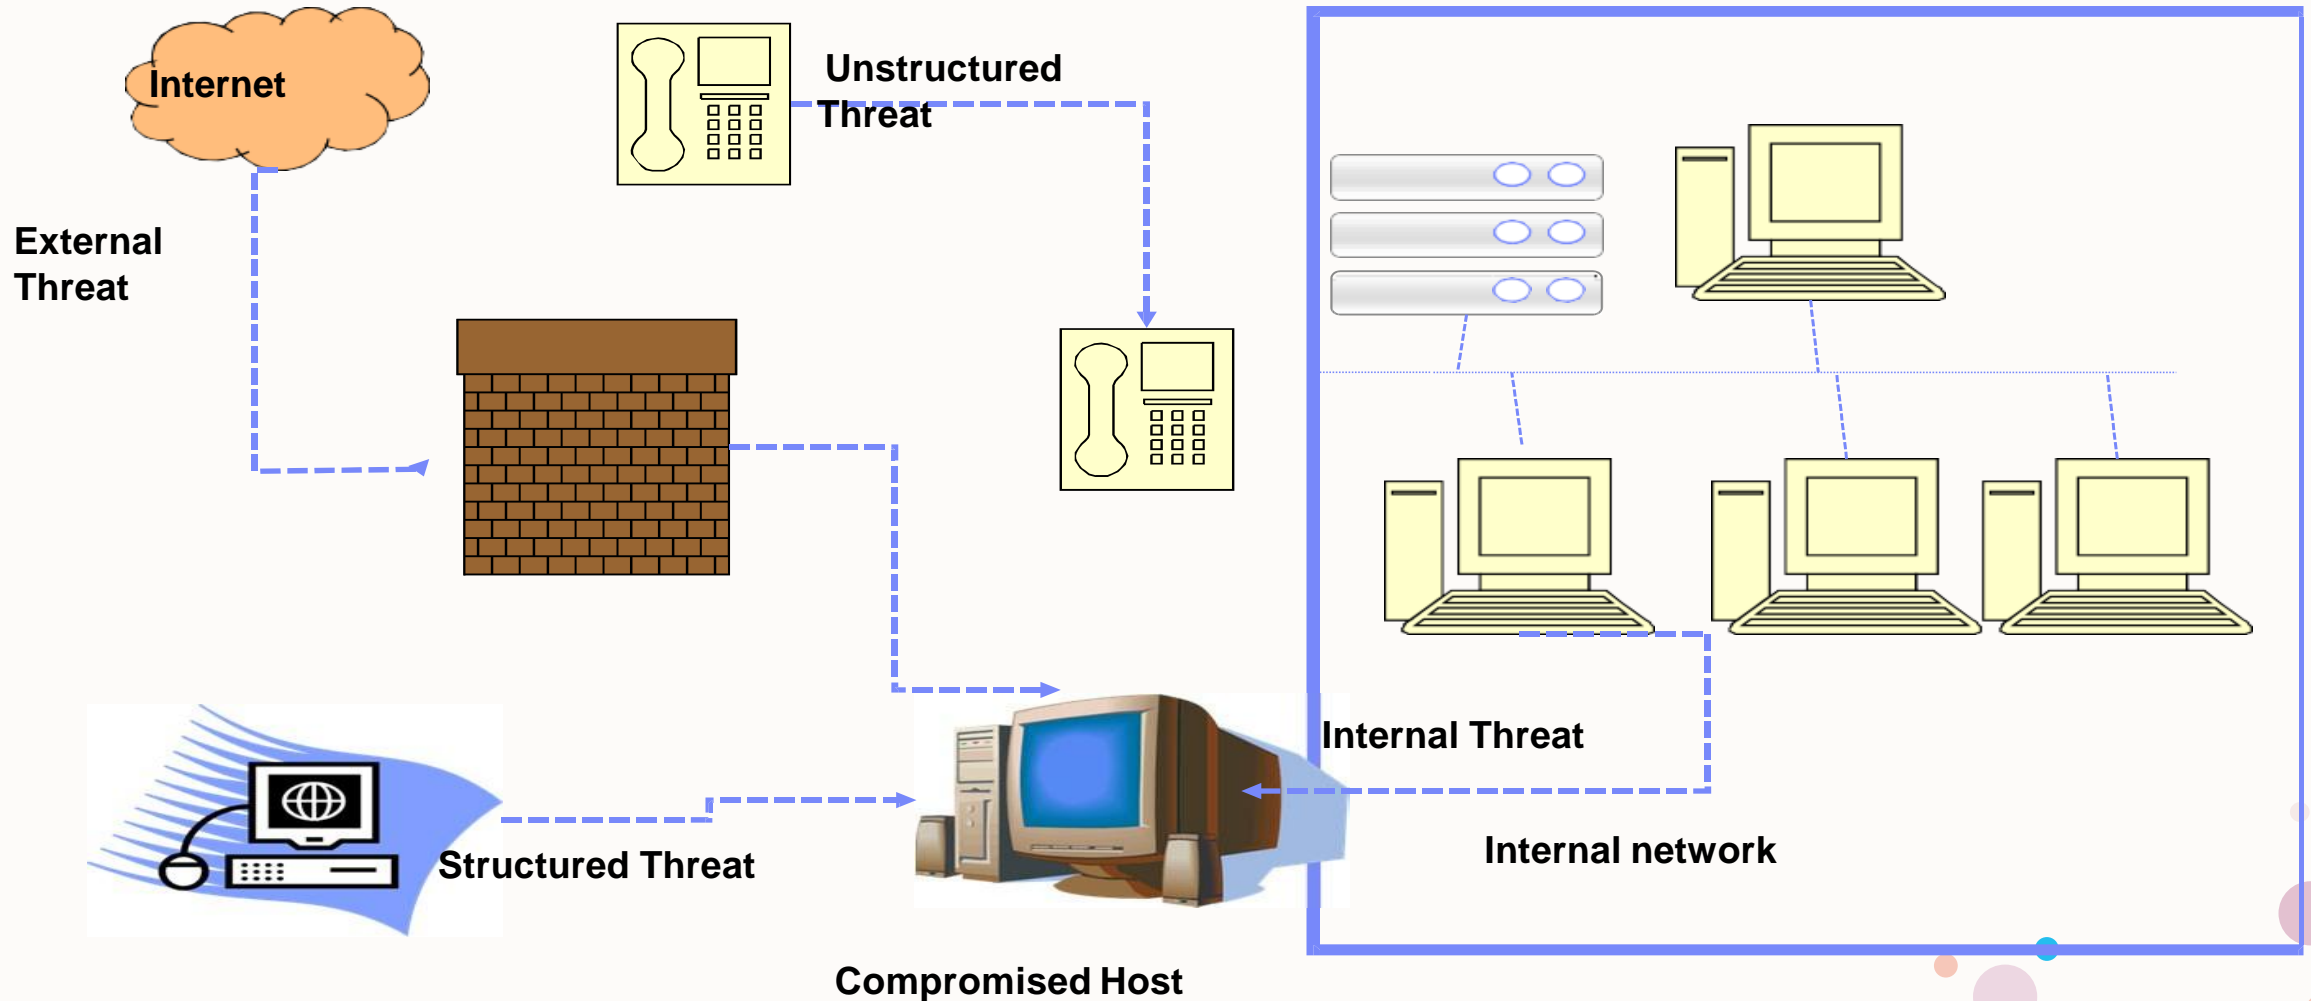 Internet
Unstructured
Threat
External
Threat
Internal Threat
Structured Threat
Internal network
Compromised Host